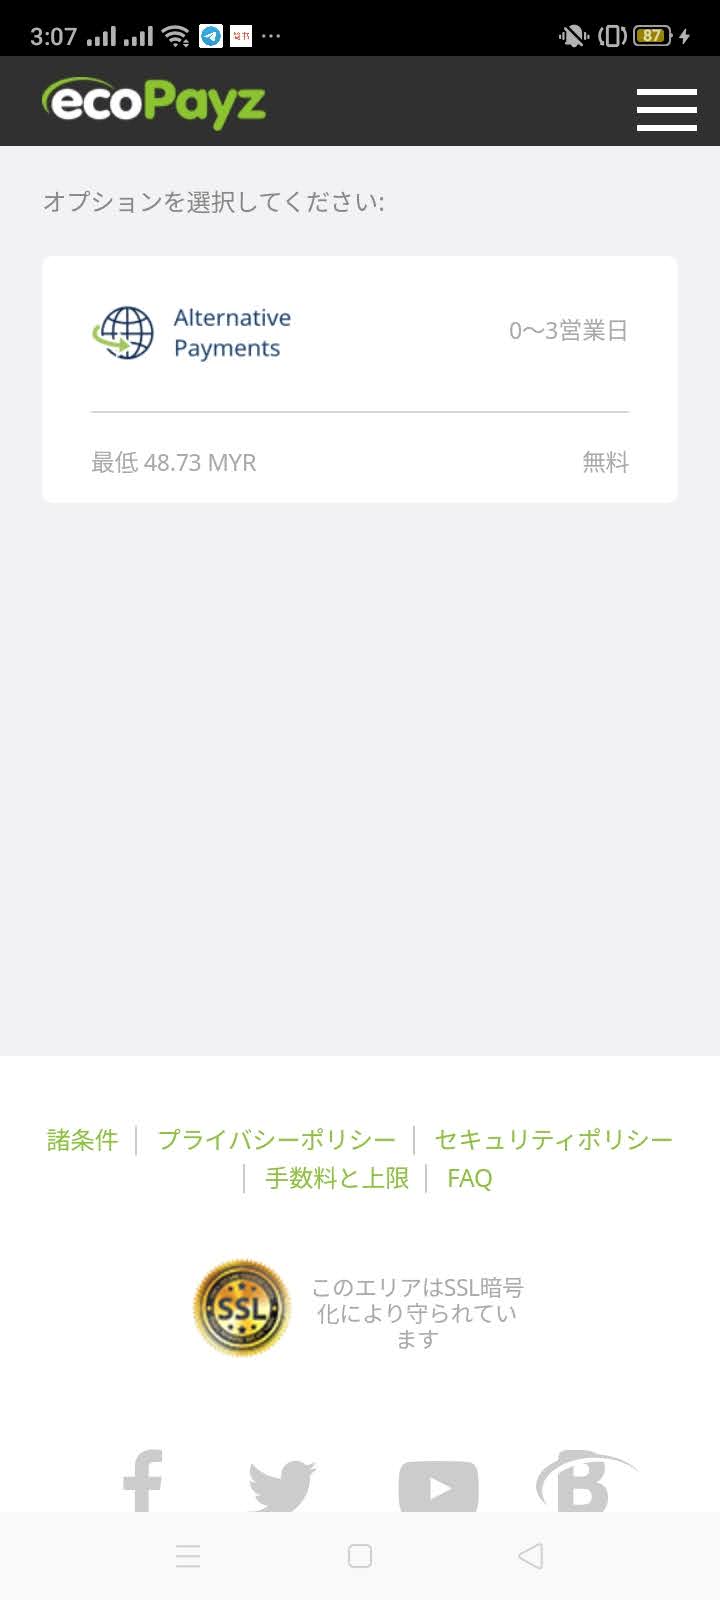 3:07
87
ecoPayz
オプションを選択してください:
Alternative
Payments
0～3営業日
最低 48.73 MYR
無料
諸条件 | プライバシーポリシー | セキュリティポリシー
| 手数料と上限 | FAQ
SSL
このエリアはSSL暗号
化により守られてい
ます